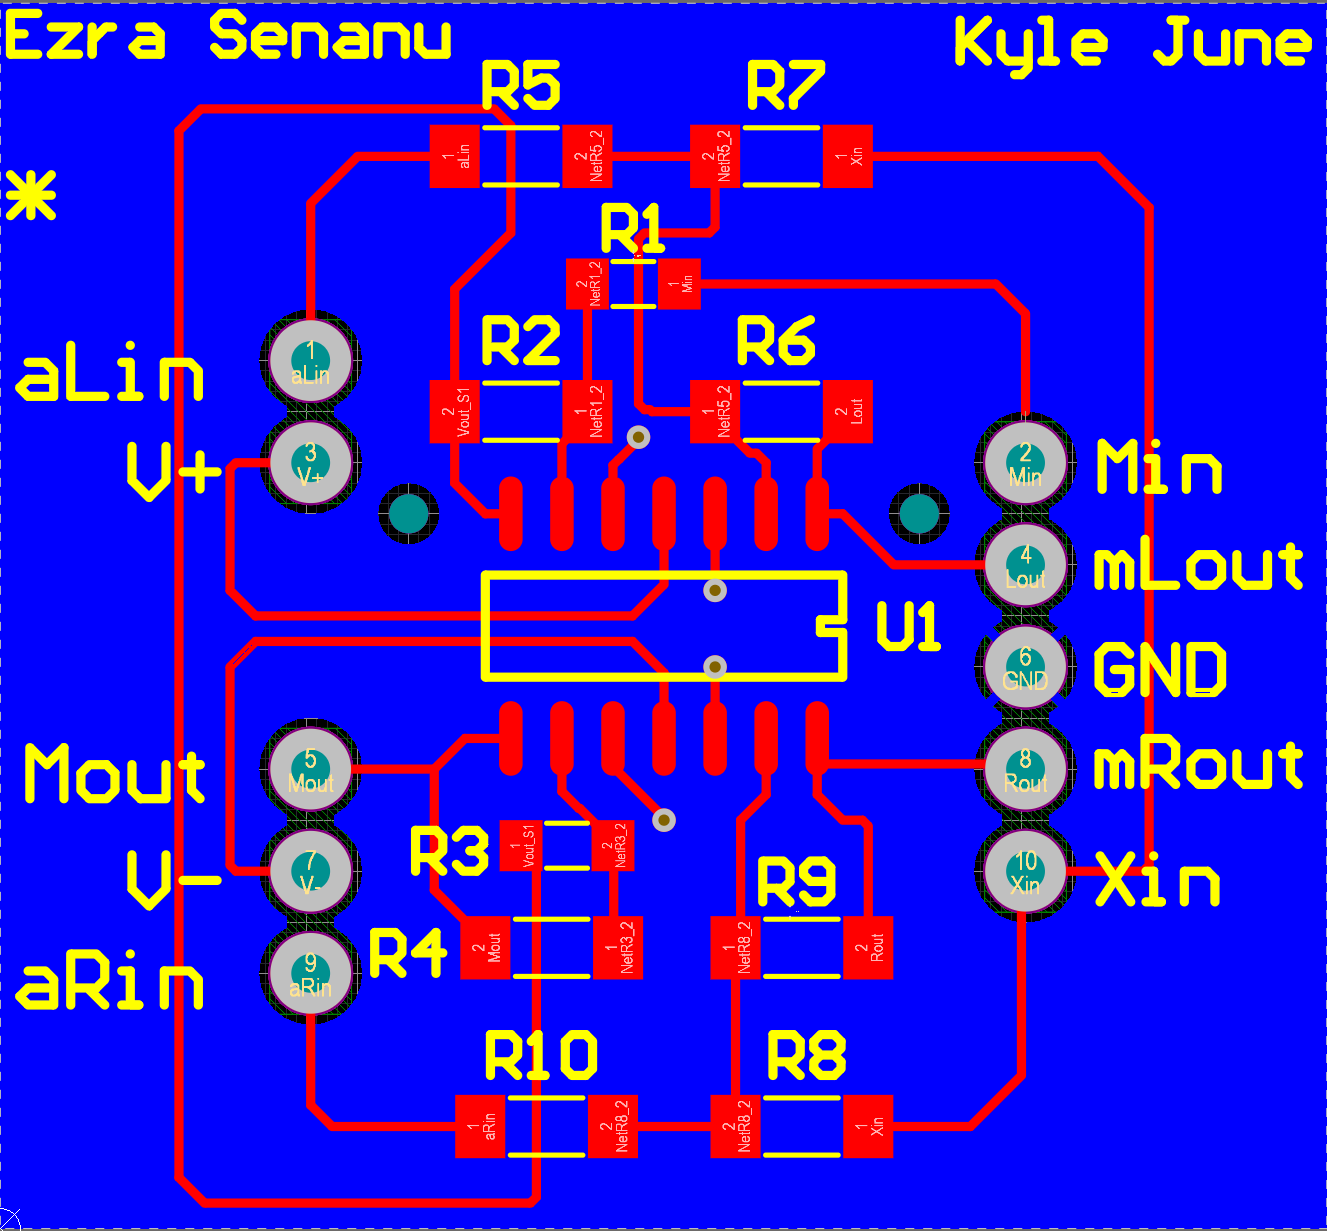 Ezra Senanu
Kyle June
R5
R7
1 aLin
2 NetR5_2
2 NetR5_2
1 Xin
*
R1
2 NetR1_2
1 Min
R2
R6
1 aLin
aLin
2 Vout_S1
1 NetR1_2
1 NetR5_2
2 Lout
3 V+
V+
2 Min
Min
4 Lout
mLout
U1
6 GND
GND
5 Mout
Mout
8 Rout
mRout
R3
1 Vout_S1
2 NetR3_2
7 V-
V-
R9
10 Xin
Xin
R4
2 Mout
1 NetR3_2
1 NetR8_2
2 Rout
9 aRin
aRin
R10
R8
1 aRin
2 NetR8_2
2 NetR8_2
1 Xin